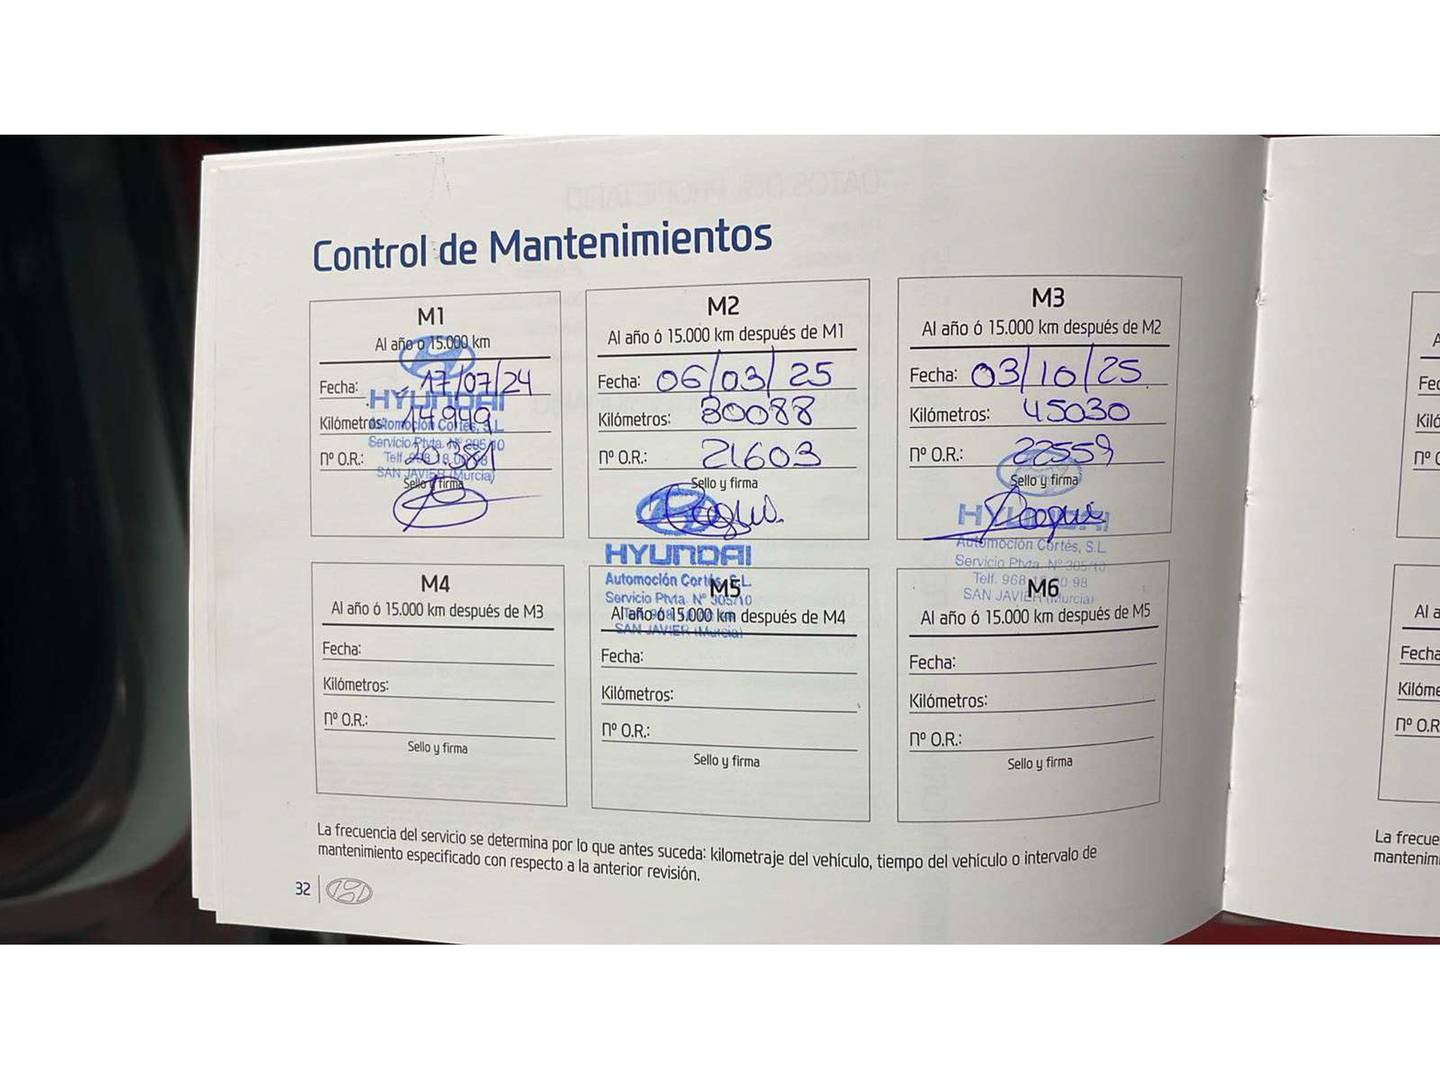 Control de Mantenimientos
M1
Al año ó 15.000 km
Fecha: 17/07/24
Kilómetros: 14.949
Nº O.R.: 20381
Sello y firma
HYUNDAI
Automoción Cortés, S.L.
Servicio Ptvta. Nº 305/10
SAN JAVIER (Murcia)
M2
Al año ó 15.000 km después de M1
Fecha: 06/03/25
Kilómetros: 30088
Nº O.R.: 21603
Sello y firma
HYUNDAI
Automoción Cortés, S.L.
Servicio Ptvta. Nº 305/10
SAN JAVIER (Murcia)
M3
Al año ó 15.000 km después de M2
Fecha: 03/10/25
Kilómetros: 45030
Nº O.R.: 22559
Sello y firma
HYUNDAI
Automoción Cortés, S.L.
Servicio Ptvta. Nº 305/10
Telf. 968
SAN JAVIER (Murcia)
M4
Al año ó 15.000 km después de M3
Fecha:
Kilómetros:
Nº O.R.:
Sello y firma
M5
Al año ó 15.000 km después de M4
Fecha:
Kilómetros:
Nº O.R.:
Sello y firma
M6
Al año ó 15.000 km después de M5
Fecha:
Kilómetros:
Nº O.R.:
Sello y firma
La frecuencia del servicio se determina por lo que antes suceda: kilometraje del vehículo, tiempo del vehículo o intervalo de
mantenimiento especificado con respecto a la anterior revisión.
32